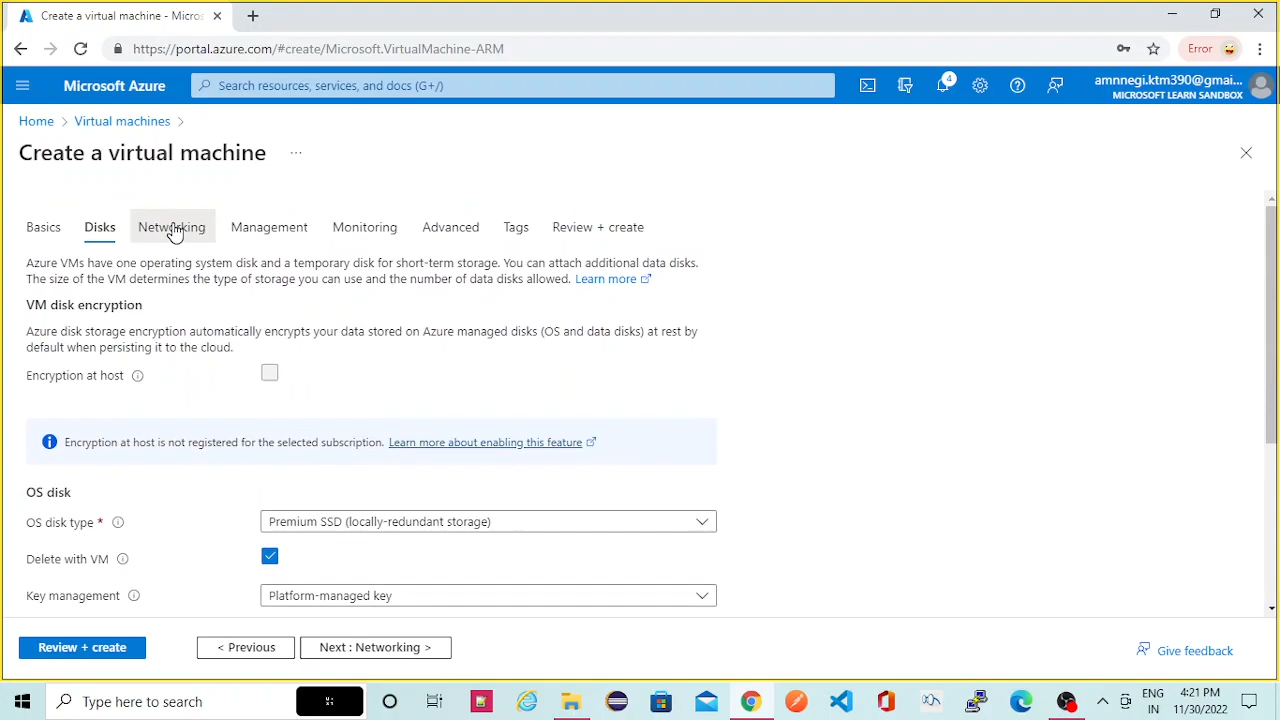 Create a virtual machine - Micros
https://portal.azure.com/#create/Microsoft.VirtualMachine-ARM
Error
Microsoft Azure
Search resources, services, and docs (G+/)
4
amnnegi.ktm390@gmai...
MICROSOFT LEARN SANDBOX
Home > Virtual machines >
Create a virtual machine ...
Basics Disks Networking Management Monitoring Advanced Tags Review + create
Azure VMs have one operating system disk and a temporary disk for short-term storage. You can attach additional data disks.
The size of the VM determines the type of storage you can use and the number of data disks allowed. Learn more
VM disk encryption
Azure disk storage encryption automatically encrypts your data stored on Azure managed disks (OS and data disks) at rest by
default when persisting it to the cloud.
Encryption at host
Encryption at host is not registered for the selected subscription. Learn more about enabling this feature
OS disk
OS disk type * Premium SSD (locally-redundant storage)
Delete with VM
Key management Platform-managed key
Review + create < Previous Next : Networking > Give feedback
Type here to search
ENG 4:21 PM
IN 11/30/2022